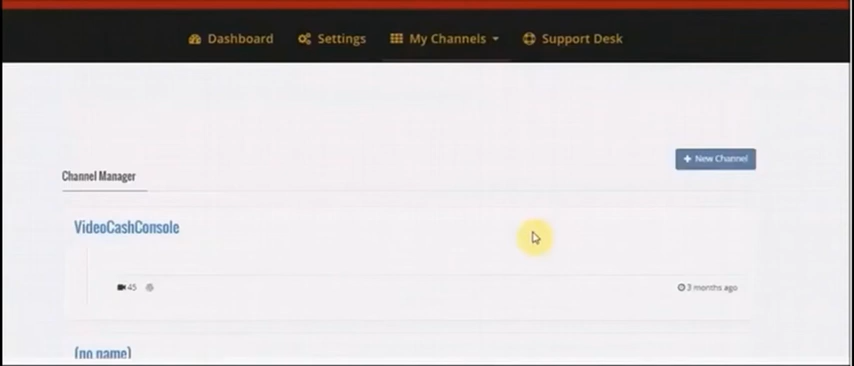 Dashboard Settings My Channels Support Desk
+ New Channel
Channel Manager
VideoCashConsole
45 3 months ago
(no name)